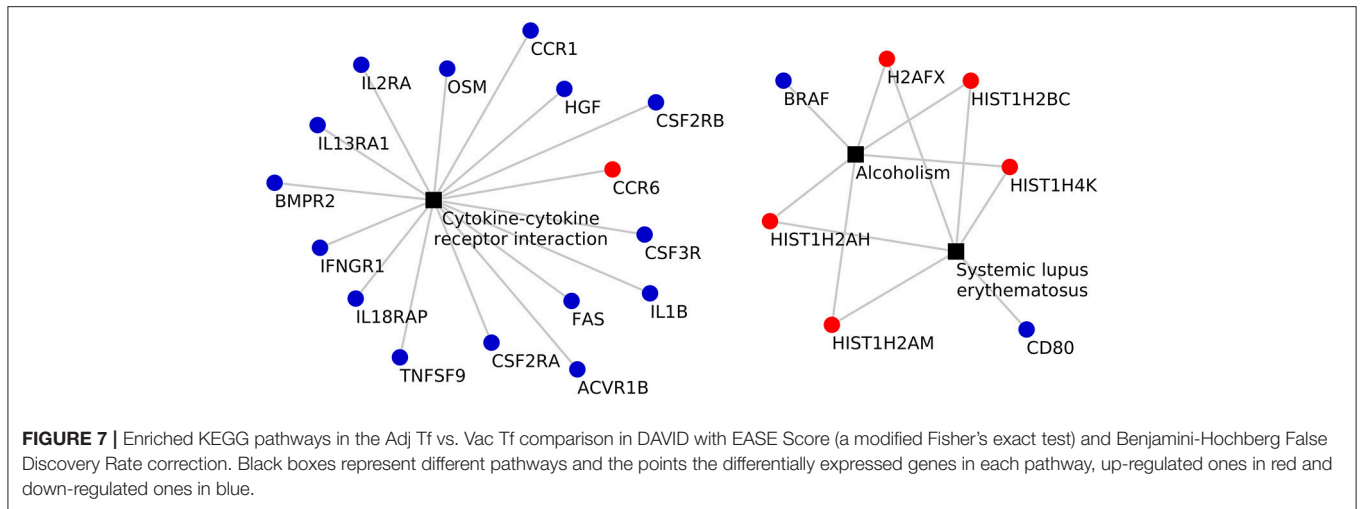 CCR1
IL2RA
OSM
HGF
CSF2RB
IL13RA1
CCR6
BMPR2
Cytokine-cytokine
receptor interaction
CSF3R
IFNGR1
IL18RAP
FAS
IL1B
TNFSF9
CSF2RA
ACVR1B
BRAF
H2AFX
HIST1H2BC
Alcoholism
HIST1H4K
HIST1H2AH
Systemic lupus
erythematosus
HIST1H2AM
CD80
FIGURE 7 | Enriched KEGG pathways in the Adj Tf vs. Vac Tf comparison in DAVID with EASE Score (a modified Fisher's exact test) and Benjamini-Hochberg False
Discovery Rate correction. Black boxes represent different pathways and the points the differentially expressed genes in each pathway, up-regulated ones in red and
down-regulated ones in blue.